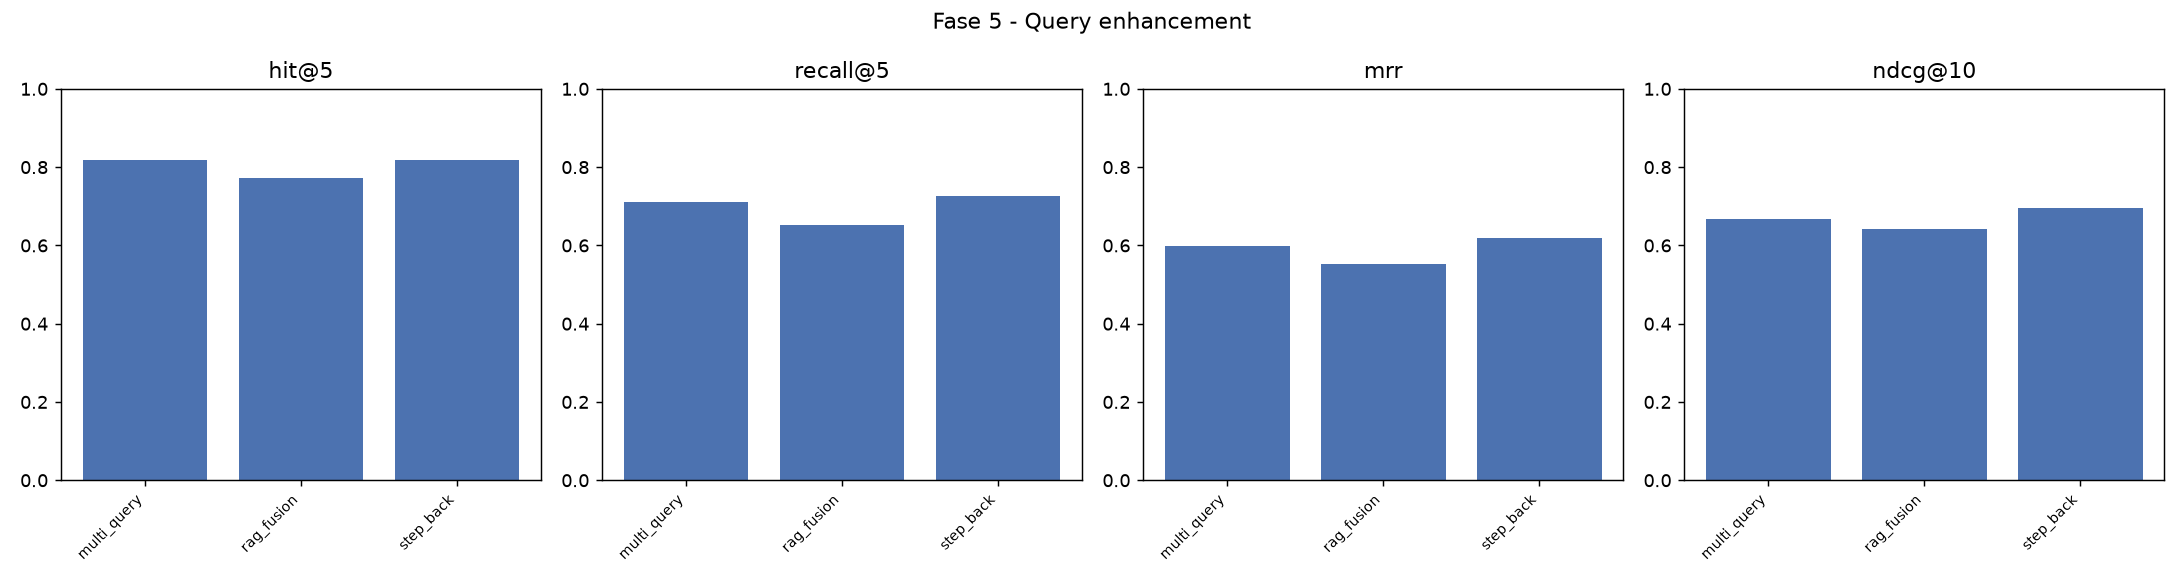 Fase 5 - Query enhancement
hit@5
1.0
0.8
0.6
0.4
0.2
0.0
multi_query
rag_fusion
step_back
recall@5
1.0
0.8
0.6
0.4
0.2
0.0
multi_query
rag_fusion
step_back
mrr
1.0
0.8
0.6
0.4
0.2
0.0
multi_query
rag_fusion
step_back
ndcg@10
1.0
0.8
0.6
0.4
0.2
0.0
multi_query
rag_fusion
step_back